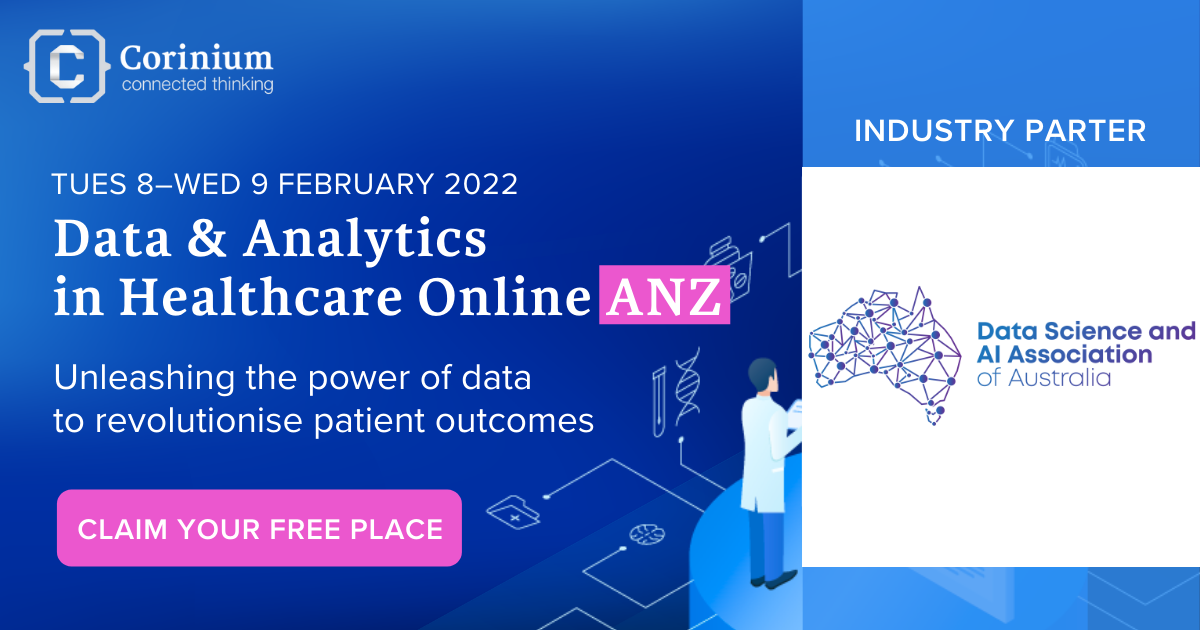 Corinium
connected thinking
TUES 8–WED 9 FEBRUARY 2022
Data & Analytics
in Healthcare Online ANZ
Unleashing the power of data
to revolutionise patient outcomes
CLAIM YOUR FREE PLACE
INDUSTRY PARTER
Data Science and
AI Association
of Australia